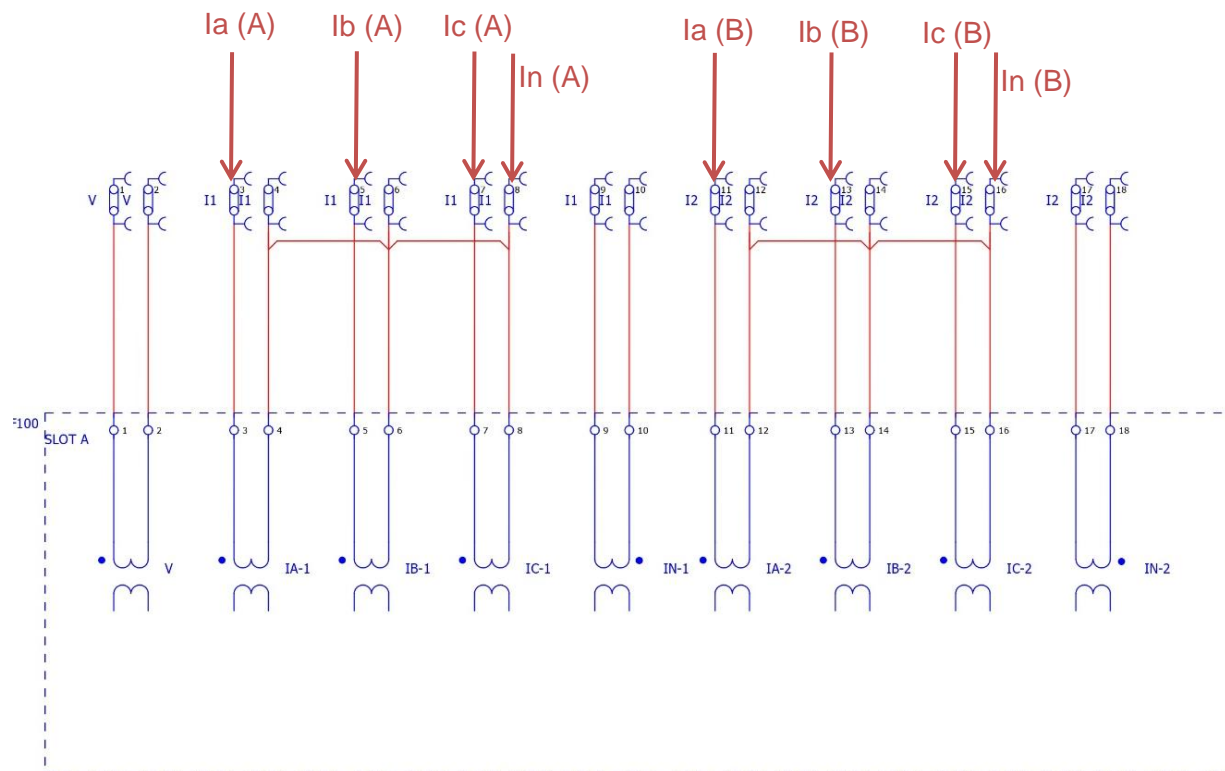 Ia (A)
Ib (A)
Ic (A)
Ia (B)
Ib (B)
Ic (B)
In (A)
In (B)
1 2 3 4 5 6 7 8 9 10 11 12 13 14 15 16 17 18
V V I1 I1 I1 I1 I1 I1 I1 I1 I2 I2 I2 I2 I2 I2 I2 I2
F100
SLOT A
1 2 3 4 5 6 7 8 9 10 11 12 13 14 15 16 17 18
V IA-1 IB-1 IC-1 IN-1 IA-2 IB-2 IC-2 IN-2